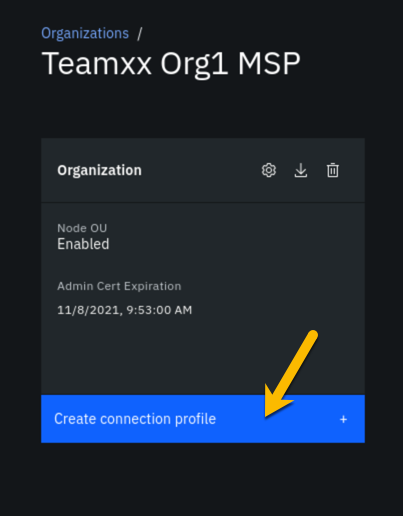 Organizations /
Teamxx Org1 MSP
Organization
Node OU
Enabled
Admin Cert Expiration
11/8/2021, 9:53:00 AM
Create connection profile +